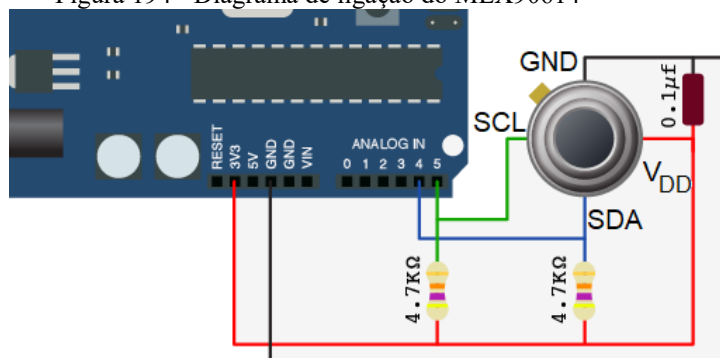 Figura 194 - Diagrama de ligação do MLX90614
GND
0.1µf
SCL
VDD
SDA
RESET
3V3
5V
GND
GND
VIN
ANALOG IN
0 1 2 3 4 5
4.7KΩ
4.7KΩ